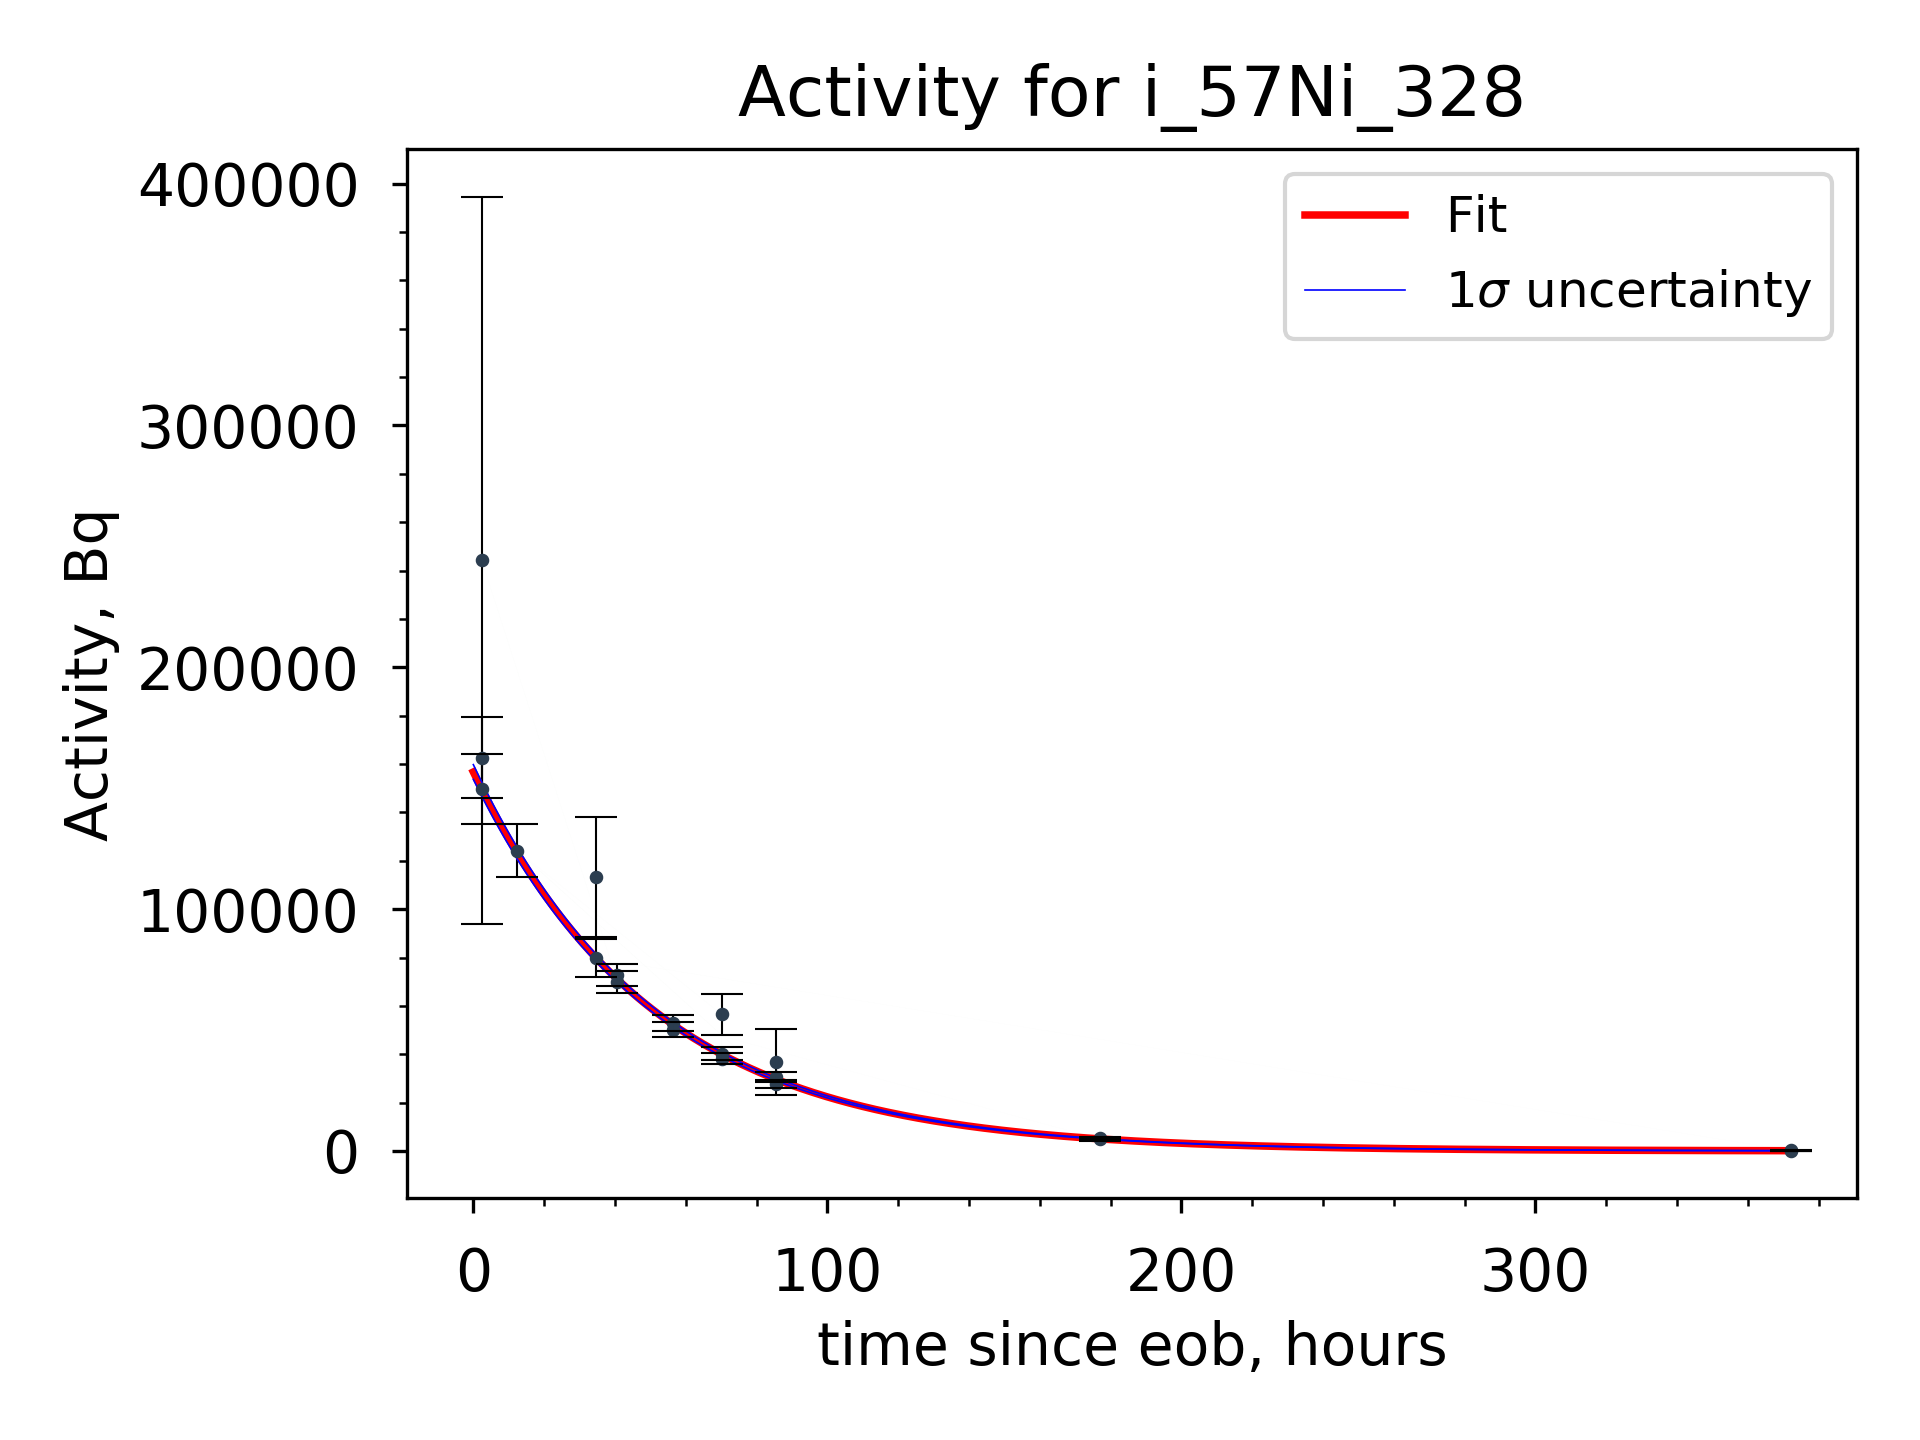 Activity for i_57Ni_328
Fit
1σ uncertainty
Activity, Bq
400000
300000
200000
100000
0
0 100 200 300
time since eob, hours